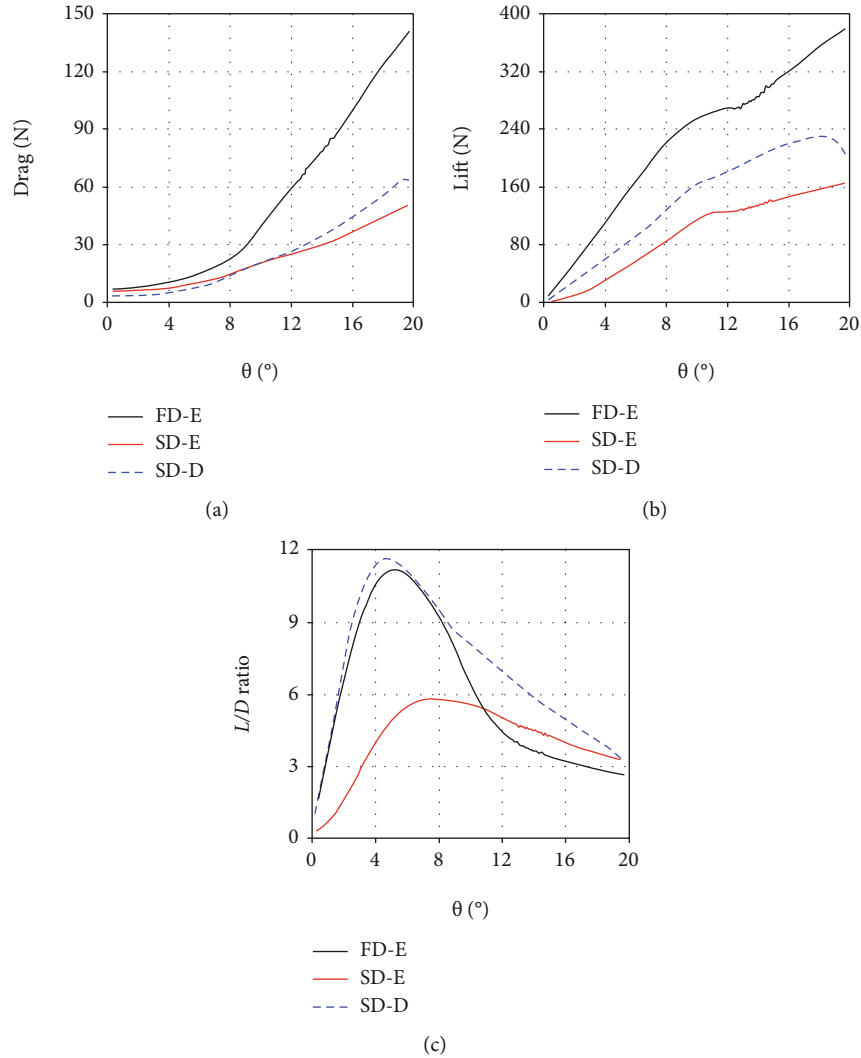 150
120
90
60
30
0
Drag (N)
0 4 8 12 16 20
θ (°)
FD-E
SD-E
SD-D
(a)
400
320
240
160
80
0
Lift (N)
0 4 8 12 16 20
θ (°)
FD-E
SD-E
SD-D
(b)
12
9
6
3
0
L/D ratio
0 4 8 12 16 20
θ (°)
FD-E
SD-E
SD-D
(c)